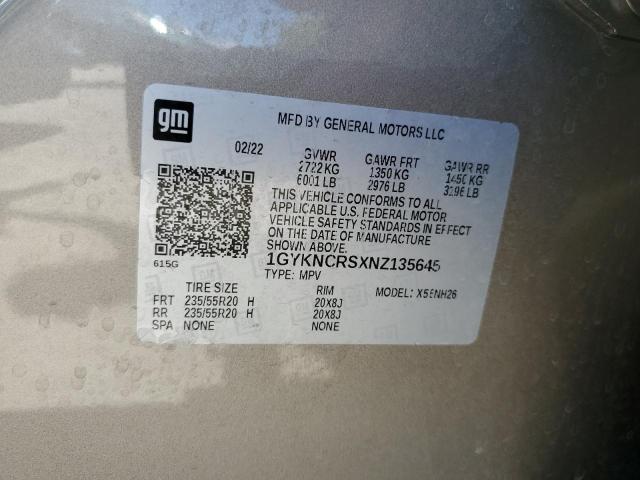 gm
MFD BY GENERAL MOTORS LLC
02/22 GVWR GAWR FRT GAWR RR
2722 KG 1350 KG 1450 KG
6001 LB 2976 LB 3196 LB
THIS VEHICLE CONFORMS TO ALL
APPLICABLE U.S. FEDERAL MOTOR
VEHICLE SAFETY STANDARDS IN EFFECT
ON THE DATE OF MANUFACTURE
SHOWN ABOVE.
615G
1GYKNCRSXNZ135645
TYPE: MPV
TIRE SIZE RIM MODEL: X56NH26
FRT 235/55R20 H 20X8J
RR 235/55R20 H 20X8J
SPA NONE NONE